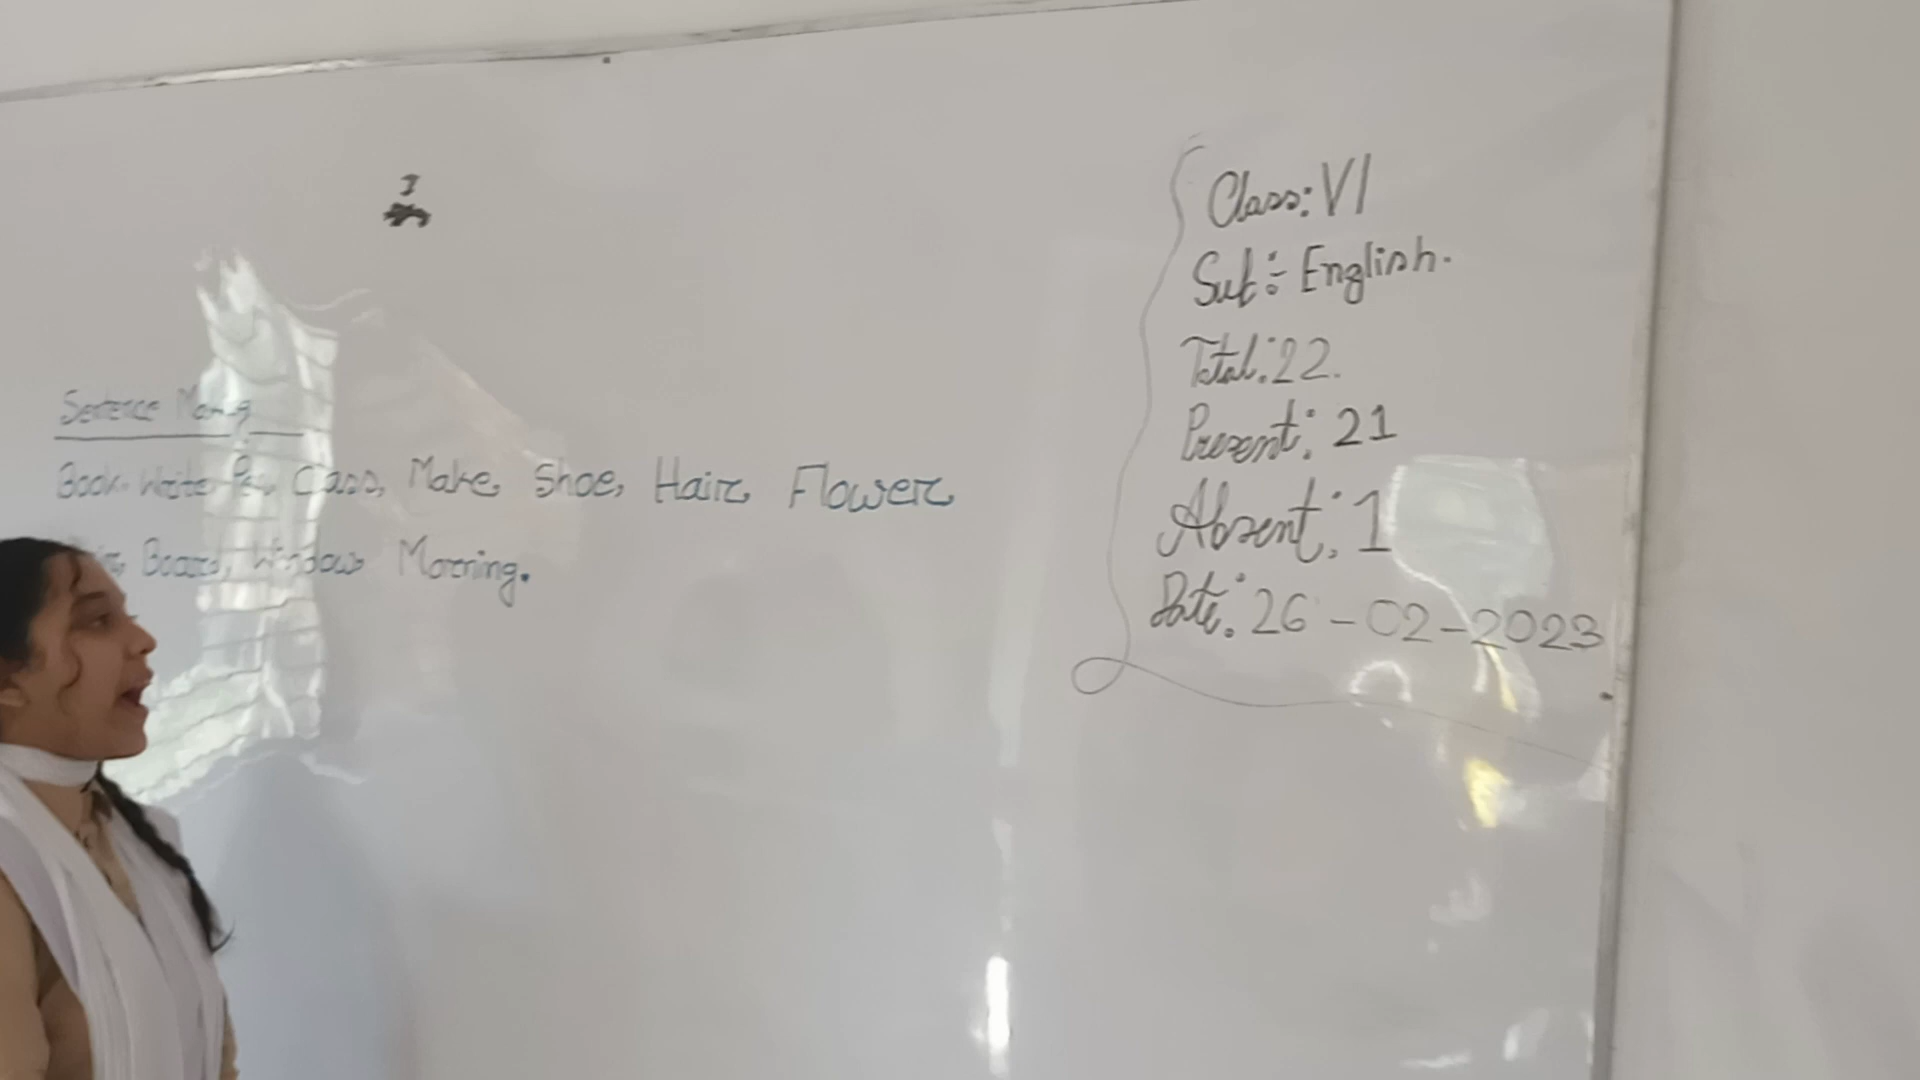 Sentence Making
Book, Write, Pen, Class, Make, Shoe, Hair, Flower,
Board, Window, Morning.
Class: VI
Sub: English.
Total: 22.
Present: 21
Absent: 1
Date: 26-02-2023